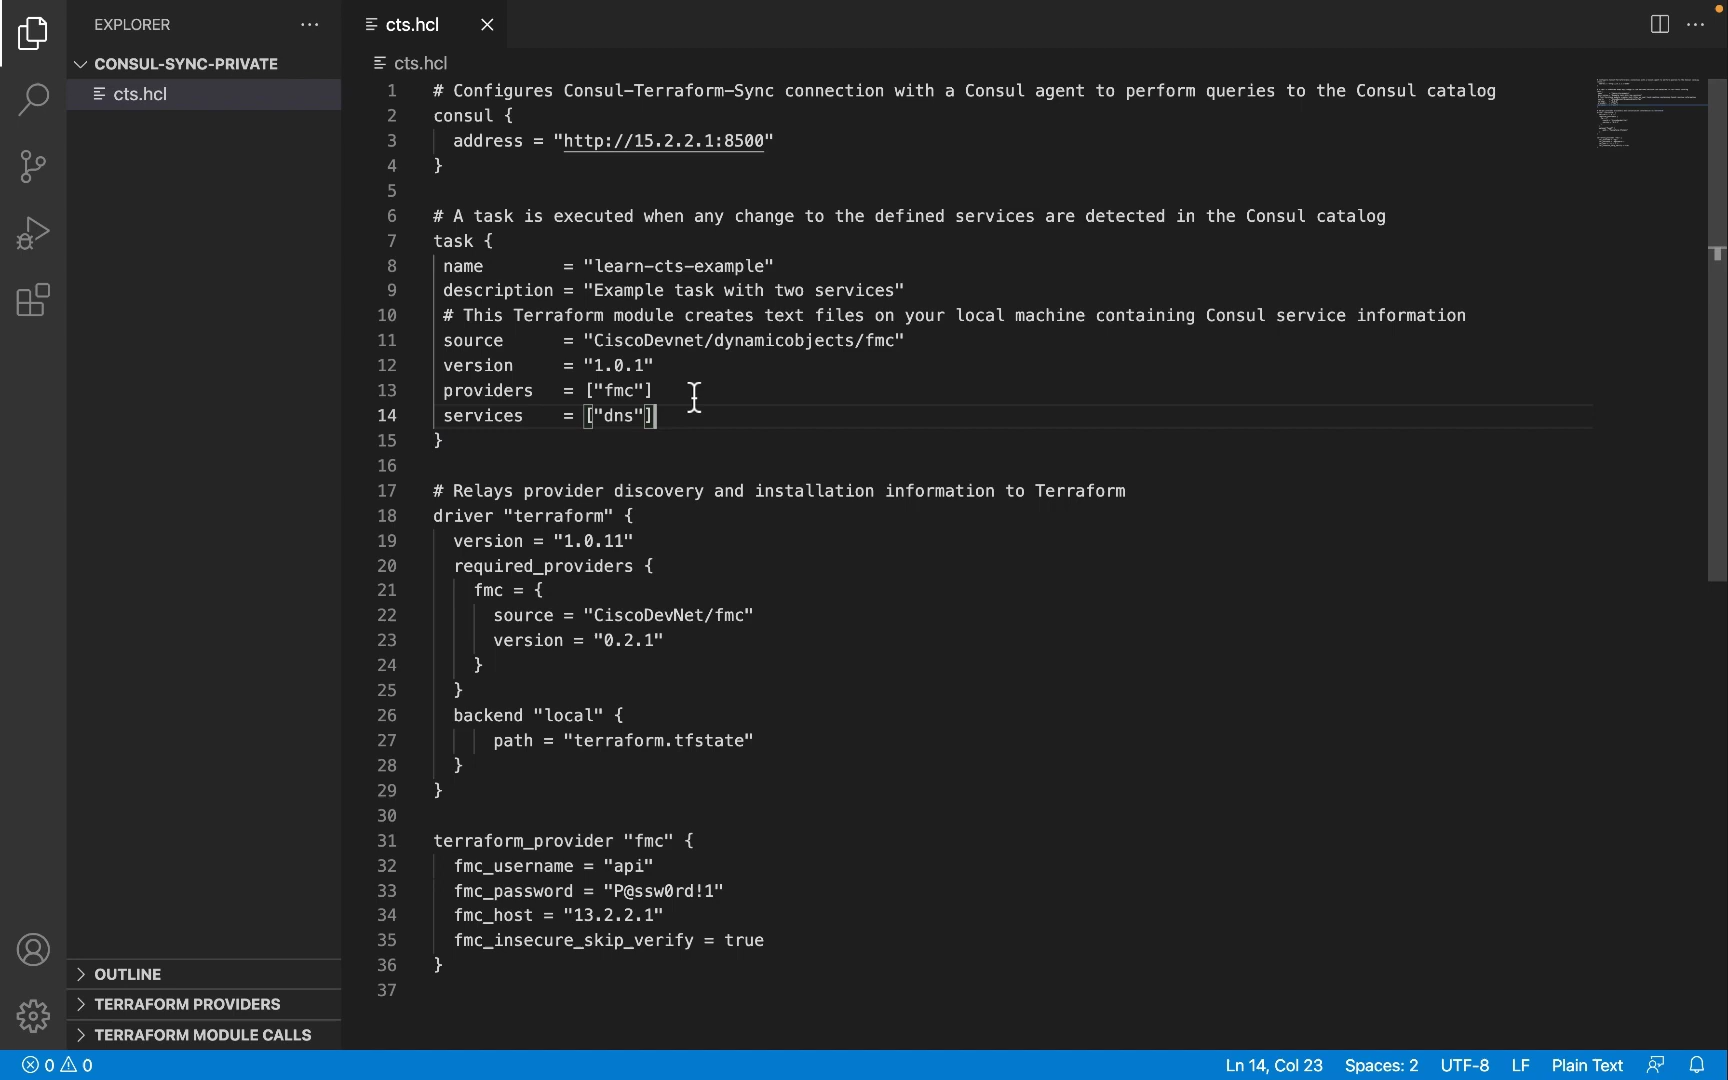 EXPLORER
CONSUL-SYNC-PRIVATE
cts.hcl
OUTLINE
TERRAFORM PROVIDERS
TERRAFORM MODULE CALLS
cts.hcl
cts.hcl
1 # Configures Consul-Terraform-Sync connection with a Consul agent to perform queries to the Consul catalog
2 consul {
3 address = "http://15.2.2.1:8500"
4 }
5
6 # A task is executed when any change to the defined services are detected in the Consul catalog
7 task {
8 name = "learn-cts-example"
9 description = "Example task with two services"
10 # This Terraform module creates text files on your local machine containing Consul service information
11 source = "CiscoDevnet/dynamicobjects/fmc"
12 version = "1.0.1"
13 providers = ["fmc"]
14 services = ["dns"]
15 }
16
17 # Relays provider discovery and installation information to Terraform
18 driver "terraform" {
19 version = "1.0.11"
20 required_providers {
21 fmc = {
22 source = "CiscoDevNet/fmc"
23 version = "0.2.1"
24 }
25 }
26 backend "local" {
27 path = "terraform.tfstate"
28 }
29 }
30
31 terraform_provider "fmc" {
32 fmc_username = "api"
33 fmc_password = "P@ssw0rd!1"
34 fmc_host = "13.2.2.1"
35 fmc_insecure_skip_verify = true
36 }
37
0 0 Ln 14, Col 23 Spaces: 2 UTF-8 LF Plain Text